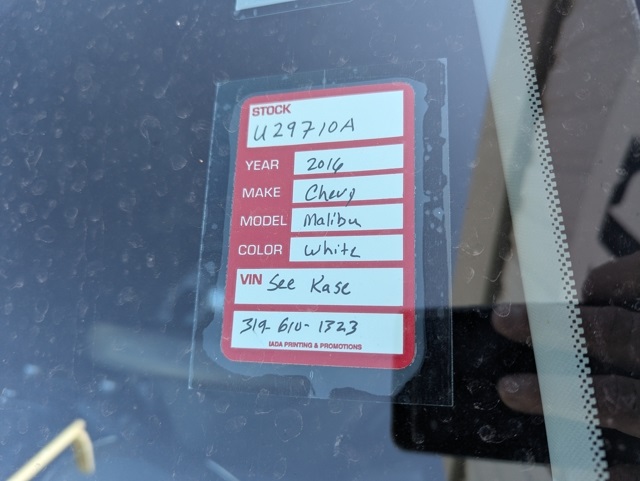 STOCK
U29710A
YEAR 2016
MAKE Chevy
MODEL Malibu
COLOR White
VIN See Kase
319-610-1323
IADA PRINTING & PROMOTIONS